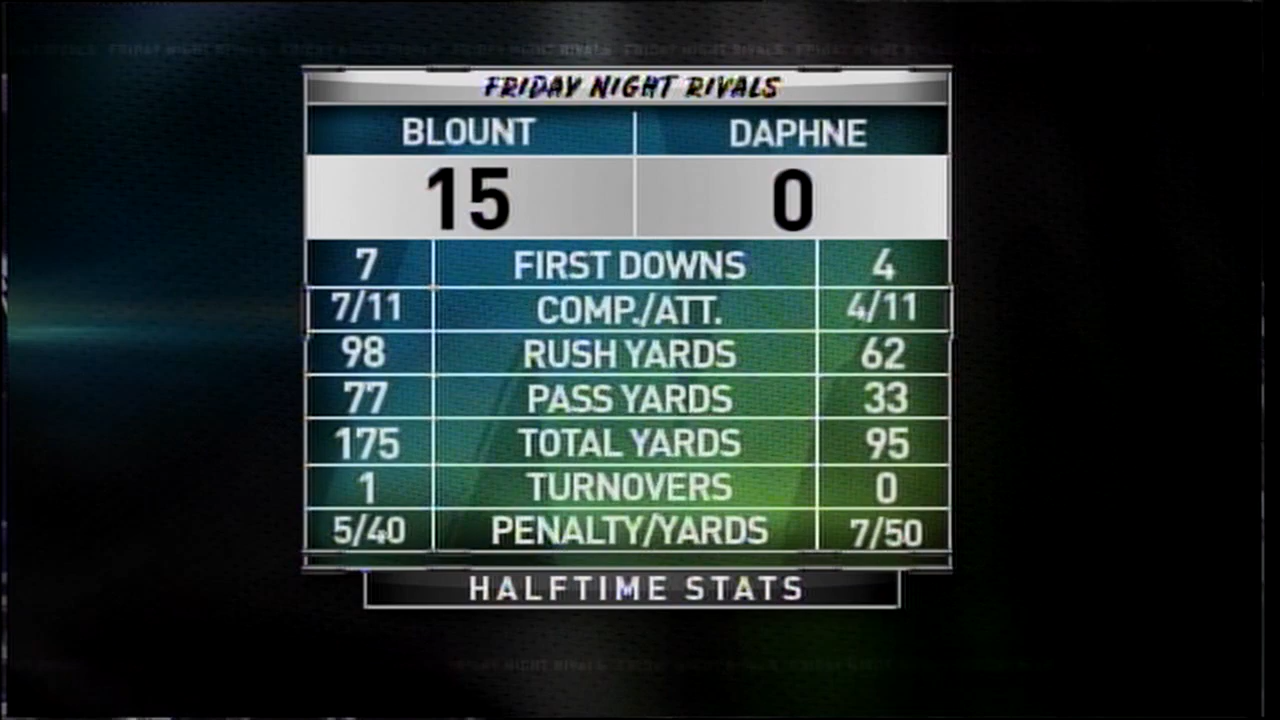 FRIDAY NIGHT RIVALS
BLOUNT DAPHNE
15 0
7 FIRST DOWNS 4
7/11 COMP./ATT. 4/11
98 RUSH YARDS 62
77 PASS YARDS 33
175 TOTAL YARDS 95
1 TURNOVERS 0
5/40 PENALTY/YARDS 7/50
HALFTIME STATS